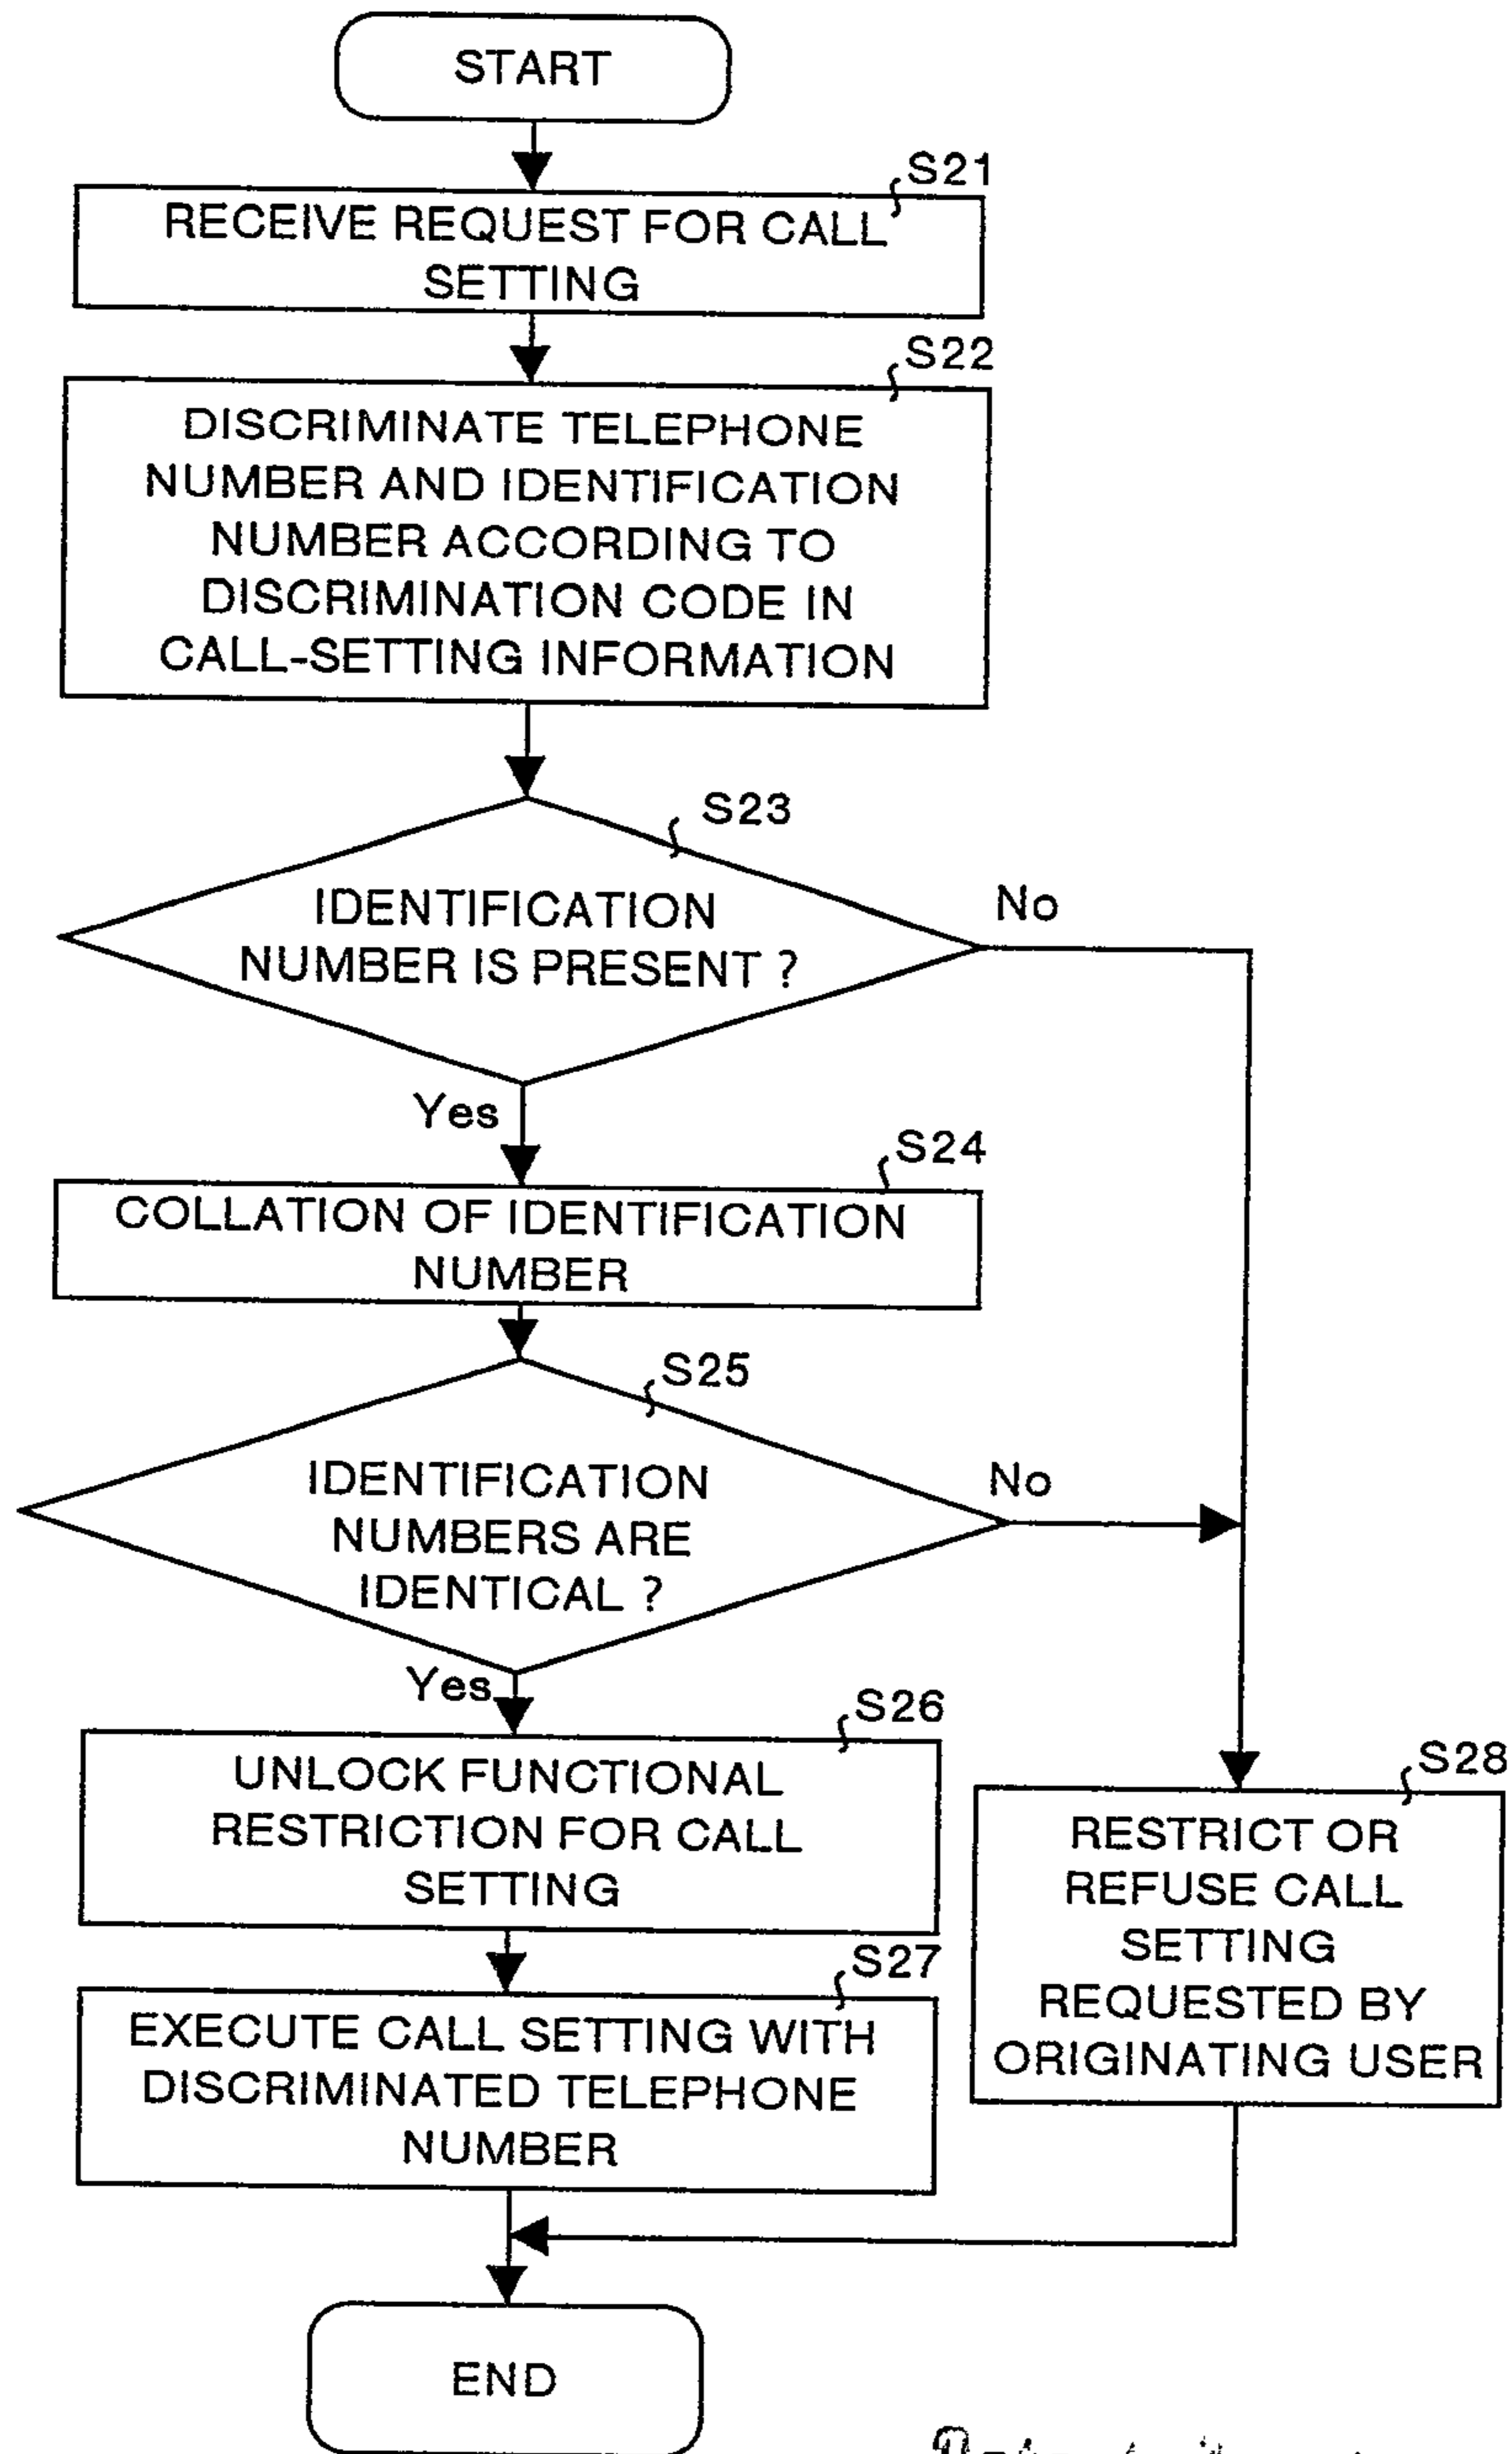 START
S21
RECEIVE REQUEST FOR CALL
SETTING
S22
DISCRIMINATE TELEPHONE
NUMBER AND IDENTIFICATION
NUMBER ACCORDING TO
DISCRIMINATION CODE IN
CALL-SETTING INFORMATION
S23
IDENTIFICATION
NUMBER IS PRESENT ?
No
Yes
S24
COLLATION OF IDENTIFICATION
NUMBER
S25
IDENTIFICATION
NUMBERS ARE
IDENTICAL ?
No
Yes
S26
UNLOCK FUNCTIONAL
RESTRICTION FOR CALL
SETTING
S27
EXECUTE CALL SETTING WITH
DISCRIMINATED TELEPHONE
NUMBER
S28
RESTRICT OR
REFUSE CALL
SETTING
REQUESTED BY
ORIGINATING USER
END